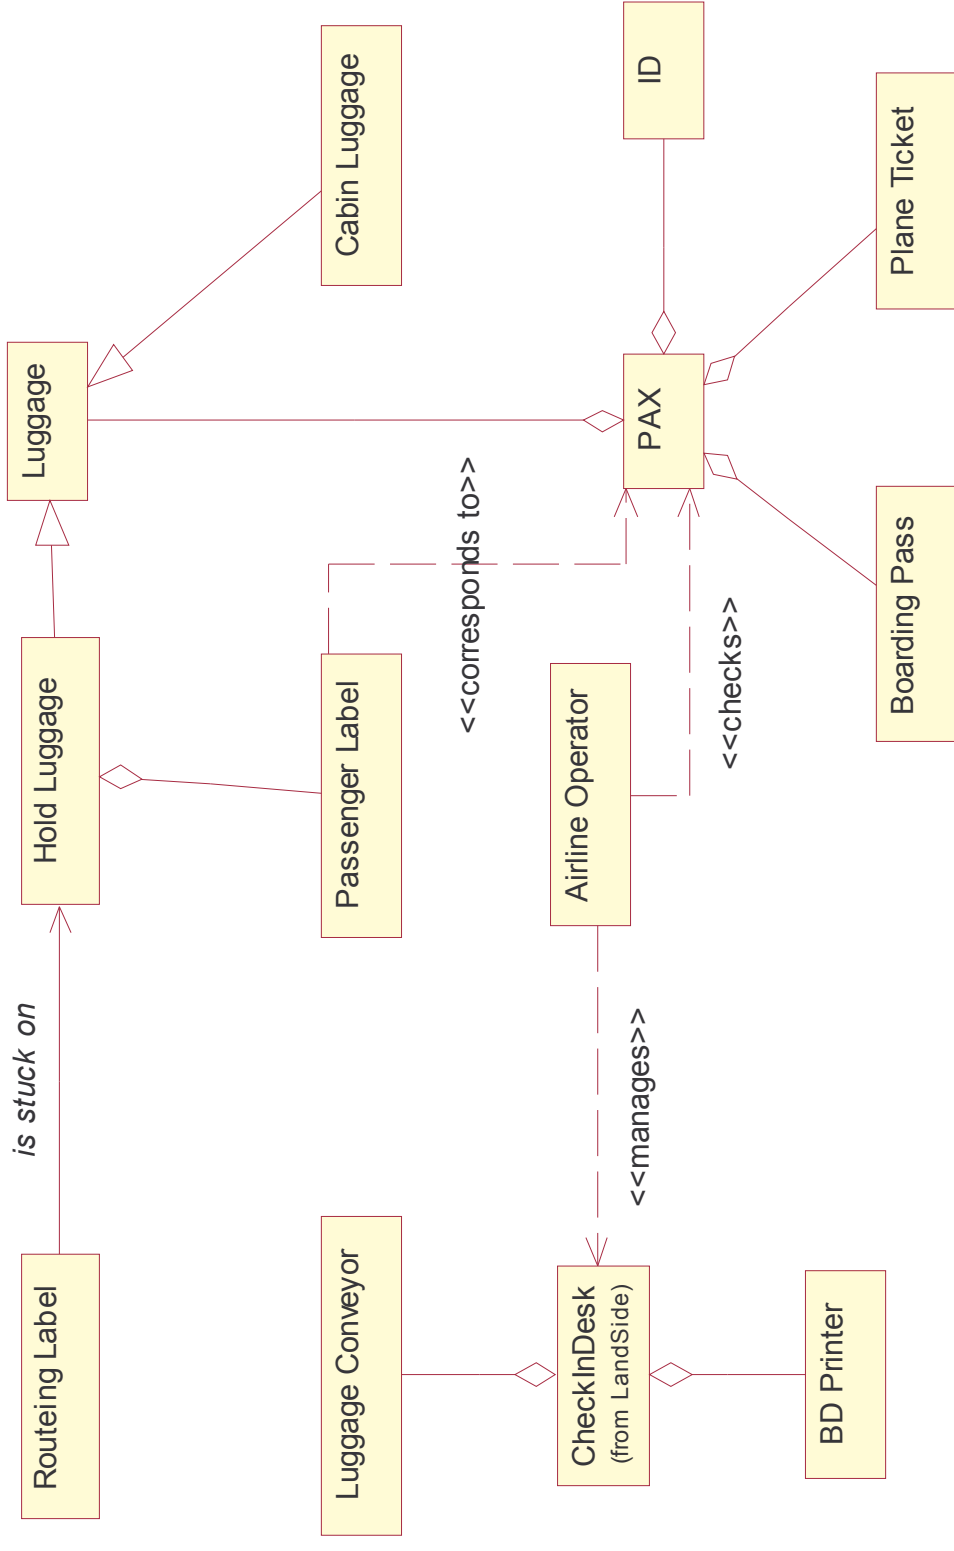 is stuck on
Routeing Label
Hold Luggage
Luggage
Luggage Conveyor
Passenger Label
Cabin Luggage
<<corresponds to>>
CheckInDesk
(from LandSide)
Airline Operator
<<manages>>
PAX
ID
<<checks>>
BD Printer
Boarding Pass
Plane Ticket